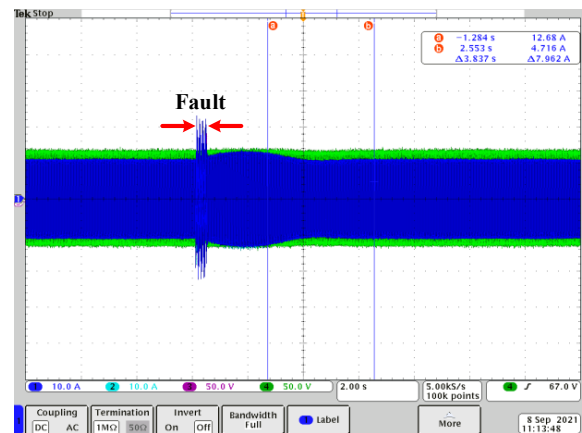 Tek Stop
a -1.284 s 12.68 A
b 2.553 s 4.716 A
Δ3.837 s Δ7.962 A
a b
Fault
1 10.0 A 2 10.0 A 3 50.0 V 4 50.0 V 2.00 s 5.00KS/s 4 67.0 V
100k points
Coupling Termination Invert Bandwidth 1 Label More 8 Sep 2021
DC AC 1MΩ 50Ω On Off Full 11:13:48
1